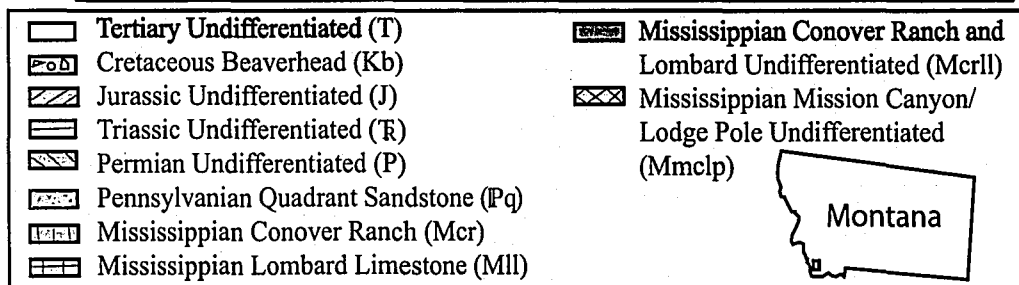 Tertiary Undifferentiated (T)
Cretaceous Beaverhead (Kb)
Jurassic Undifferentiated (J)
Triassic Undifferentiated (Ŧ)
Permian Undifferentiated (P)
Pennsylvanian Quadrant Sandstone (ℙq)
Mississippian Conover Ranch (Mcr)
Mississippian Lombard Limestone (Mll)
Mississippian Conover Ranch and
Lombard Undifferentiated (Mcrll)
Mississippian Mission Canyon/
Lodge Pole Undifferentiated
(Mmclp)
Montana